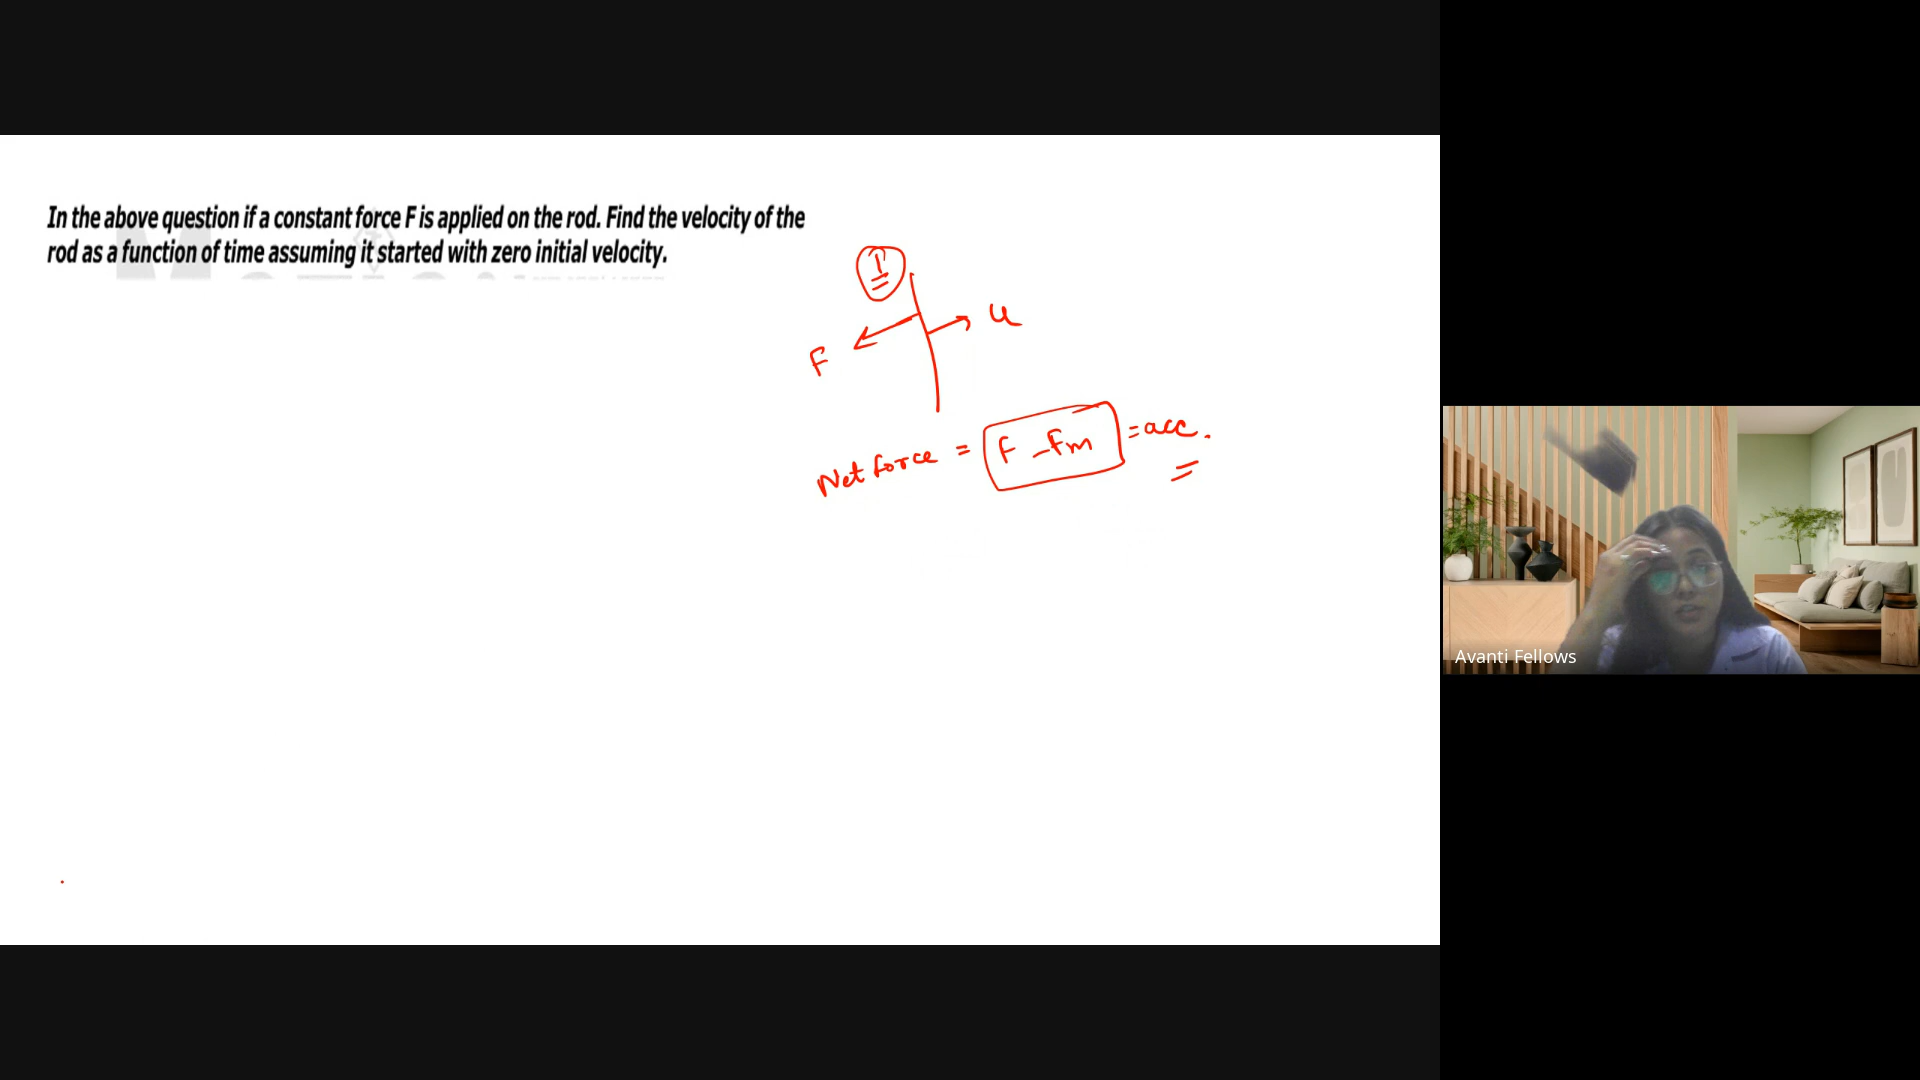 In the above question if a constant force F is applied on the rod. Find the velocity of the
rod as a function of time assuming it started with zero initial velocity.
I
u
F
Net force = F - Fm = acc.
Avanti Fellows